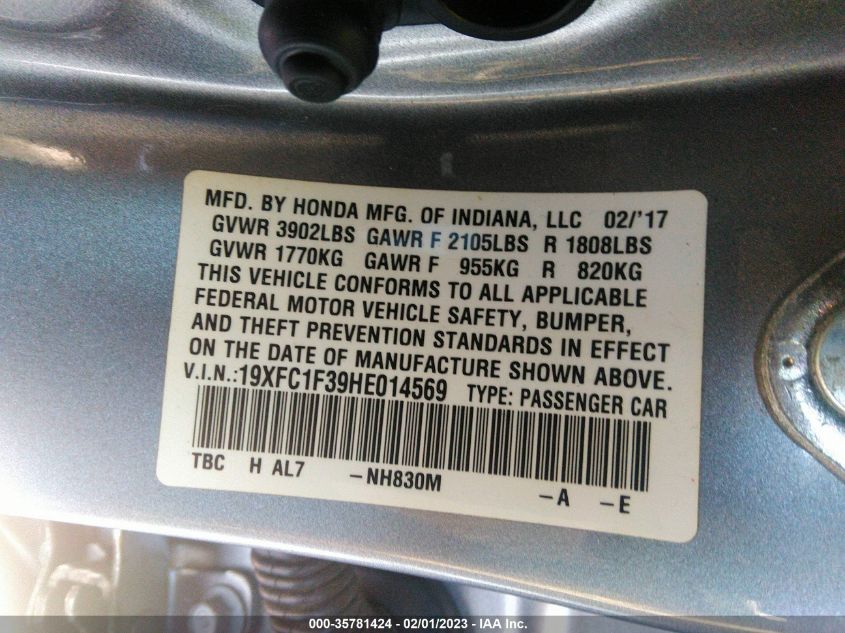 MFD. BY HONDA MFG. OF INDIANA, LLC 02/'17
GVWR 3902LBS GAWR F 2105LBS R 1808LBS
GVWR 1770KG GAWR F 955KG R 820KG
THIS VEHICLE CONFORMS TO ALL APPLICABLE
FEDERAL MOTOR VEHICLE SAFETY, BUMPER,
AND THEFT PREVENTION STANDARDS IN EFFECT
ON THE DATE OF MANUFACTURE SHOWN ABOVE.
V.I.N.:19XFC1F39HE014569 TYPE: PASSENGER CAR
TBC H AL7 -NH830M -A -E
000-35781424 - 02/01/2023 - IAA Inc.